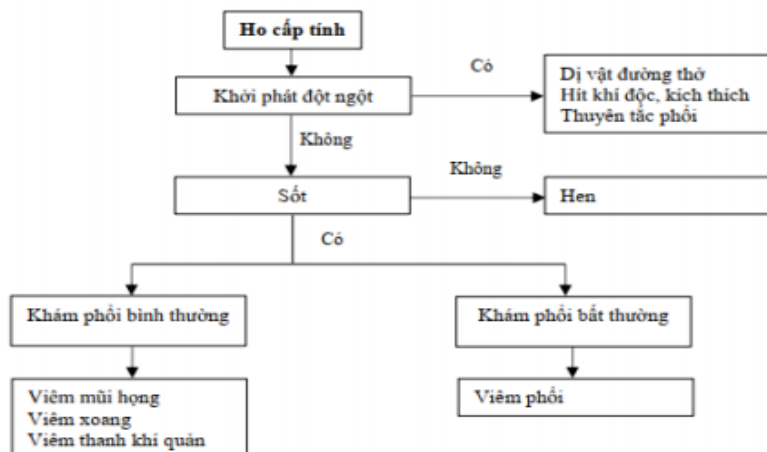 Ho cấp tính
Khởi phát đột ngột
Có
Dị vật đường thở
Hít khí độc, kích thích
Thuyên tắc phổi
Không
Sốt
Không
Hen
Có
Khám phổi bình thường
Khám phổi bất thường
Viêm mũi họng
Viêm xoang
Viêm thanh khí quản
Viêm phổi